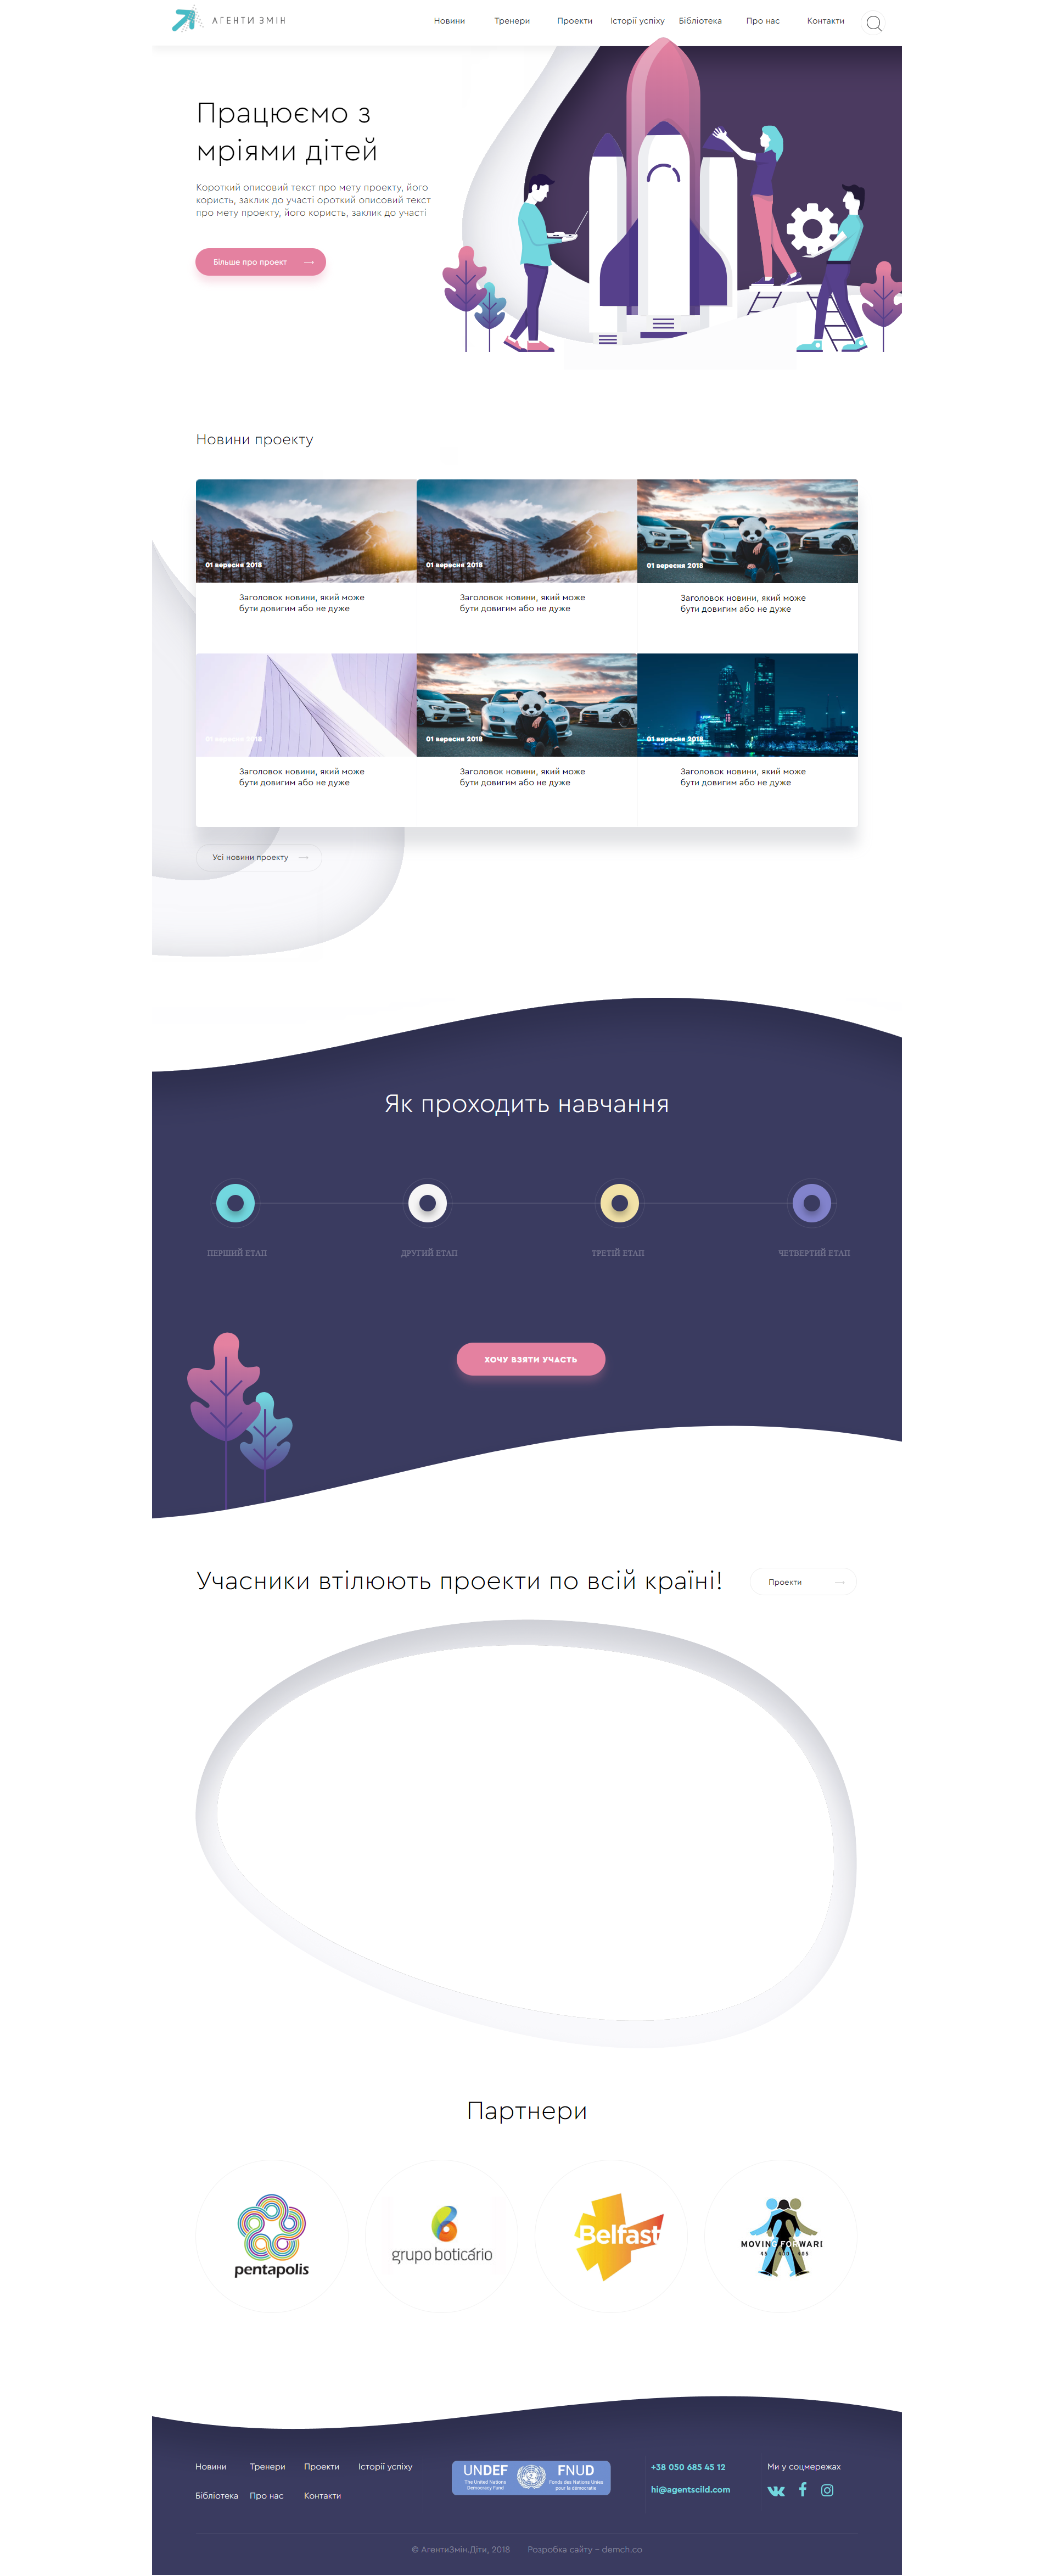 АГЕНТИ ЗМІН
Новини
Тренери
Проекти
Історії успіху
Бібліотека
Про нас
Контакти
Працюємо з
мріями дітей
Короткий описовий текст про мету проекту, його
користь, заклик до участі ороткий описовий текст
про мету проекту, його користь, заклик до участі
Більше про проект
Новини проекту
01 вересня 2018
01 вересня 2018
01 вересня 2018
Заголовок новини, який може
бути довигим або не дуже
Заголовок новини, який може
бути довигим або не дуже
Заголовок новини, який може
бути довигим або не дуже
01 вересня 2018
01 вересня 2018
01 вересня 2018
Заголовок новини, який може
бути довигим або не дуже
Заголовок новини, який може
бути довигим або не дуже
Заголовок новини, який може
бути довигим або не дуже
Усі новини проекту
Як проходить навчання
ПЕРШИЙ ЕТАП
ДРУГИЙ ЕТАП
ТРЕТІЙ ЕТАП
ЧЕТВЕРТИЙ ЕТАП
ХОЧУ ВЗЯТИ УЧАСТЬ
Учасники втілюють проекти по всій країні!
Проекти
Партнери
pentapolis
grupo boticário
Belfast
MOVING FORWARD
Новини
Тренери
Проекти
Історії успіху
Бібліотека
Про нас
Контакти
UNDEF
The United Nations
Democracy Fund
FNUD
Fonds des Nations Unies
pour la démocratie
+38 050 685 45 12
hi@agentscild.com
Ми у соцмережах
© АгентиЗмін.Діти, 2018
Розробка сайту – demch.co